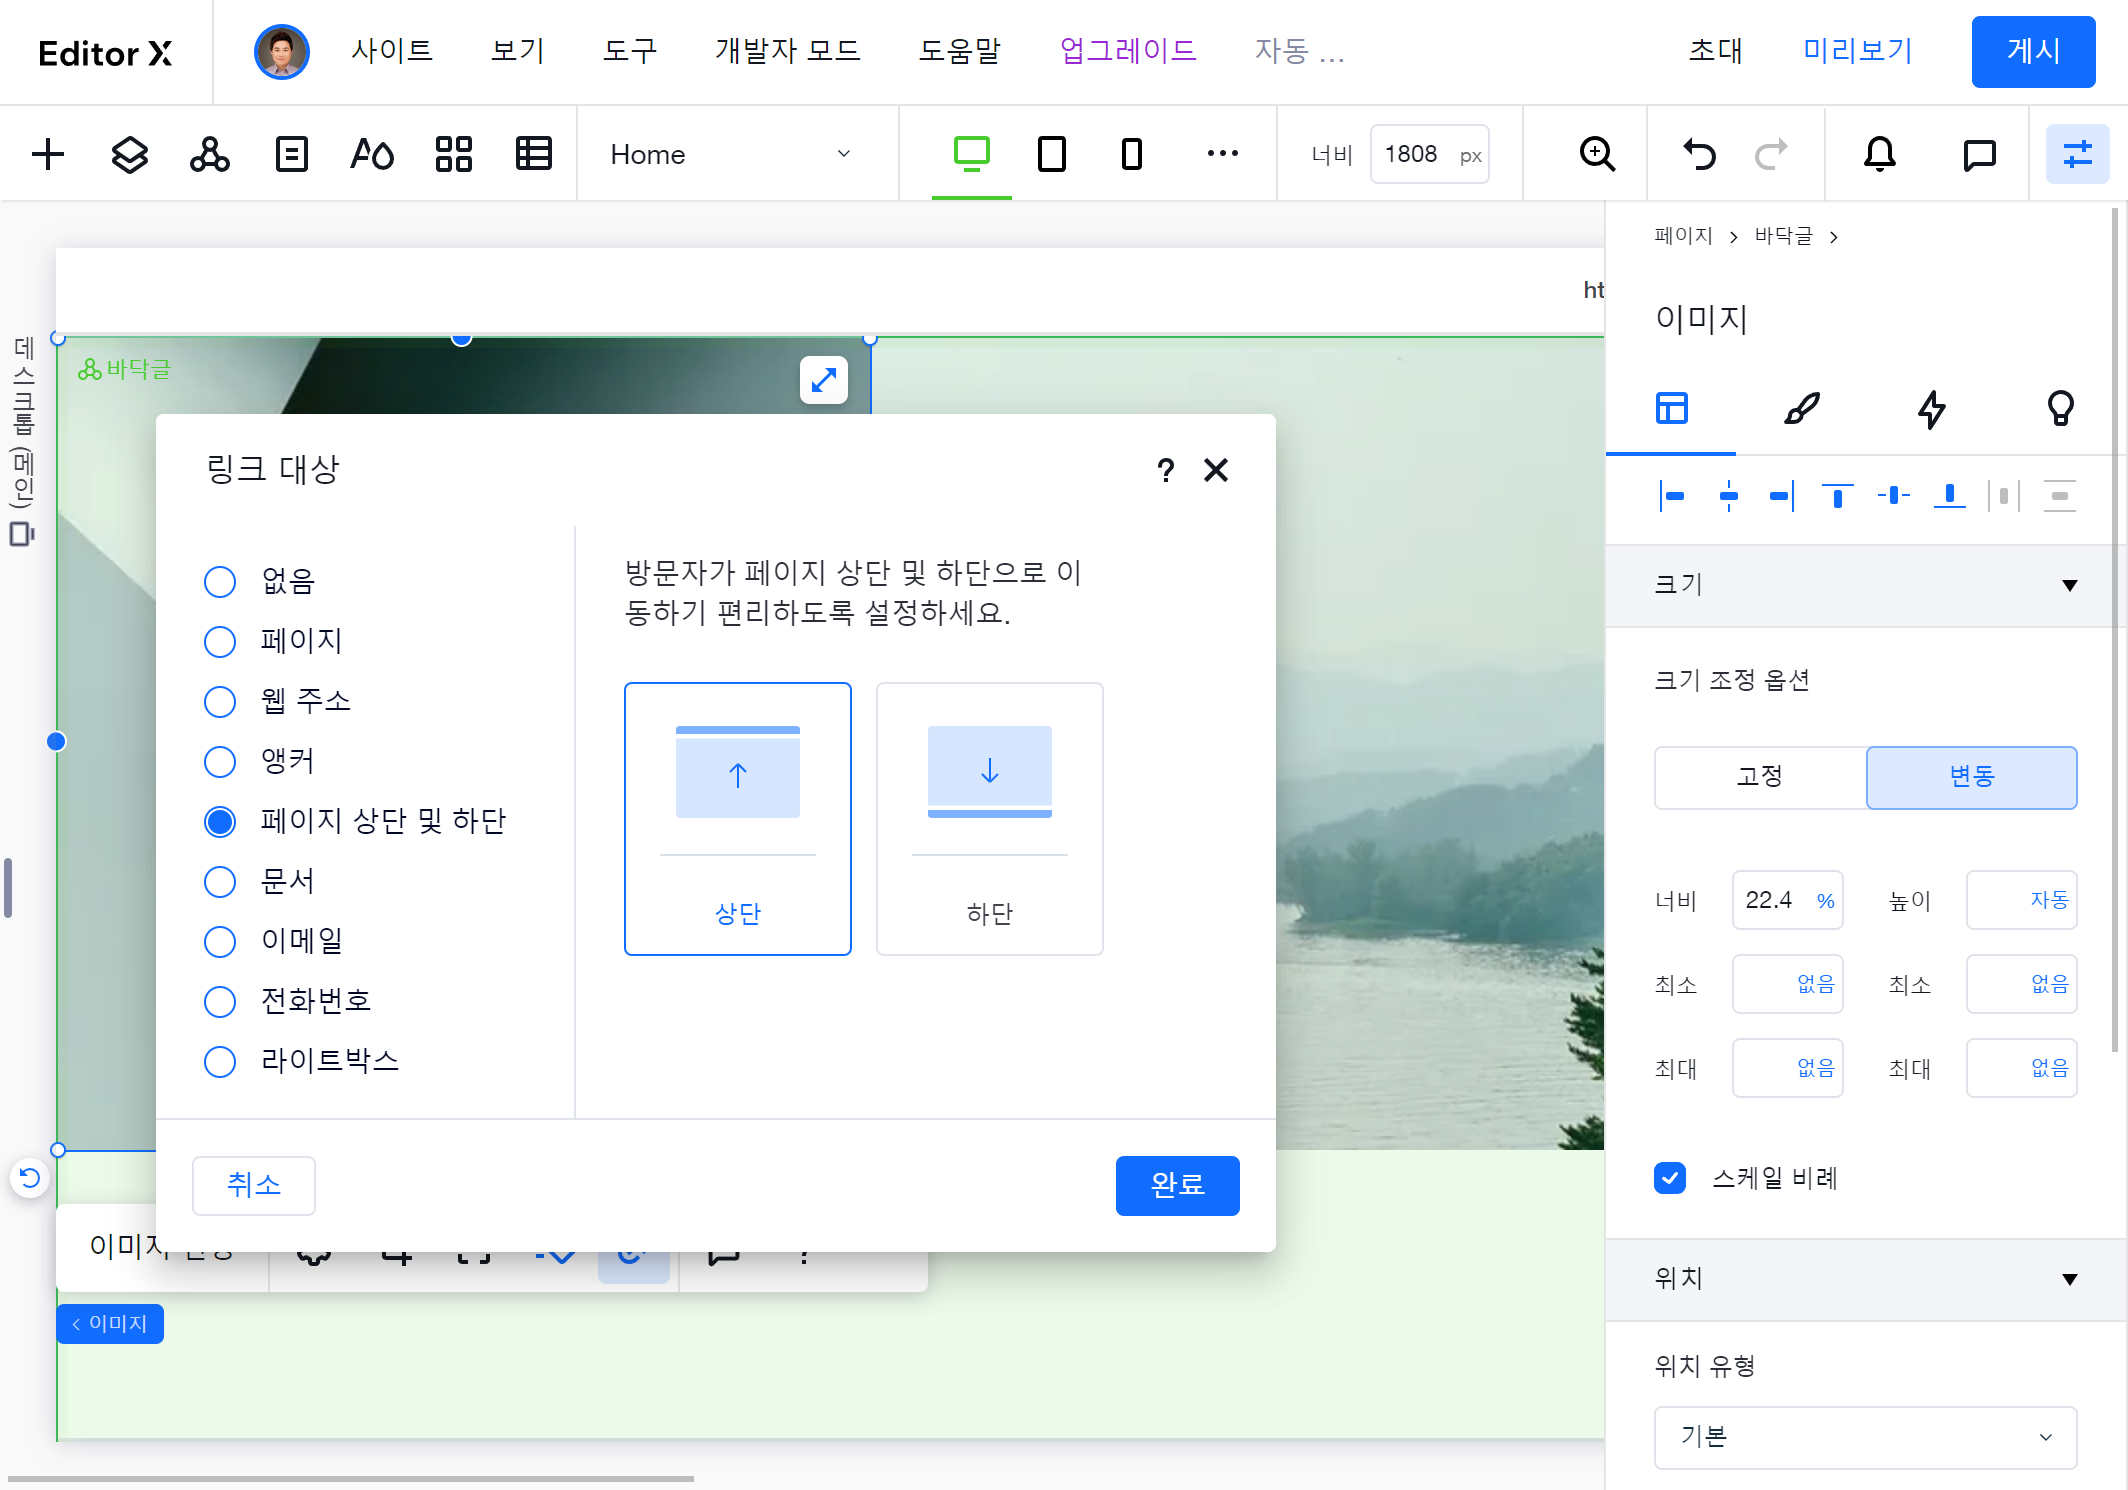 Editor X
사이트
보기
도구
개발자 모드
도움말
업그레이드
자동 ...
초대
미리보기
게시
Home
너비
1808 px
페이지 > 바닥글 >
이미지
데스크톱 (메인)
바닥글
링크 대상
?
없음
페이지
웹 주소
앵커
페이지 상단 및 하단
문서
이메일
전화번호
라이트박스
방문자가 페이지 상단 및 하단으로 이
동하기 편리하도록 설정하세요.
상단
하단
취소
완료
이미지
< 이미지
크기
크기 조정 옵션
고정
변동
너비 22.4 %
높이 자동
최소 없음
최소 없음
최대 없음
최대 없음
스케일 비례
위치
위치 유형
기본